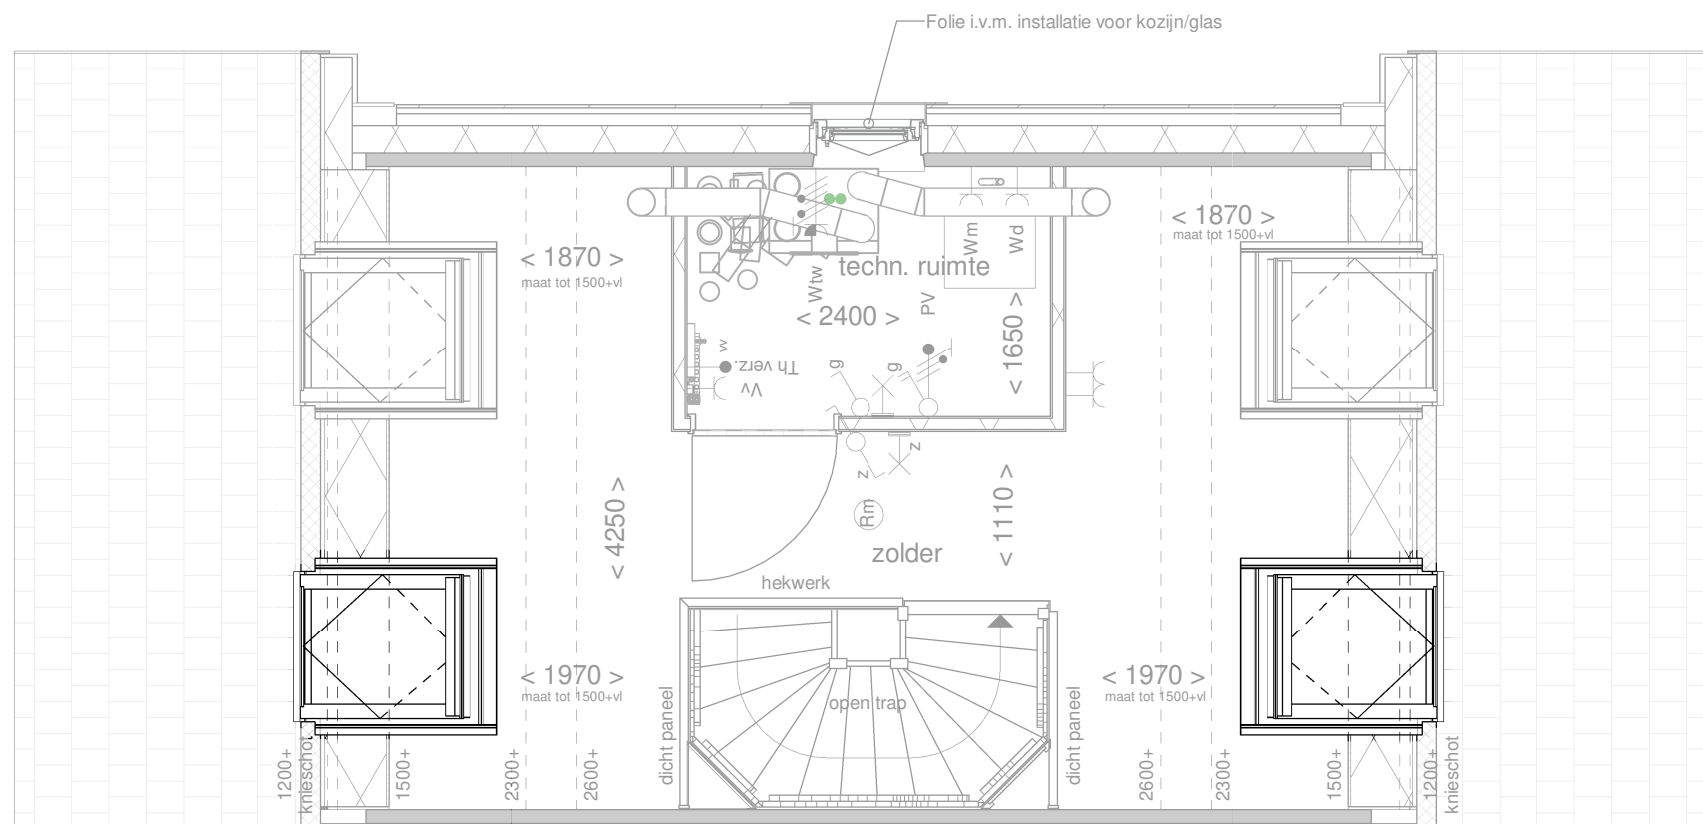 Folie i.v.m. installatie voor kozijn/glas
< 1870 >
maat tot 1500+vl
< 1870 >
maat tot 1500+vl
Wm
Wd
techn. ruimte
Wtw
PV
< 2400 >
< 1650 >
w
Th verz.
Vv
g
g
z
z
Rm
< 4250 >
< 1110 >
zolder
hekwerk
< 1970 >
maat tot 1500+vl
< 1970 >
maat tot 1500+vl
open trap
dicht paneel
dicht paneel
1200+
knieschot
1500+
2300+
2600+
2600+
2300+
1500+
1200+
knieschot